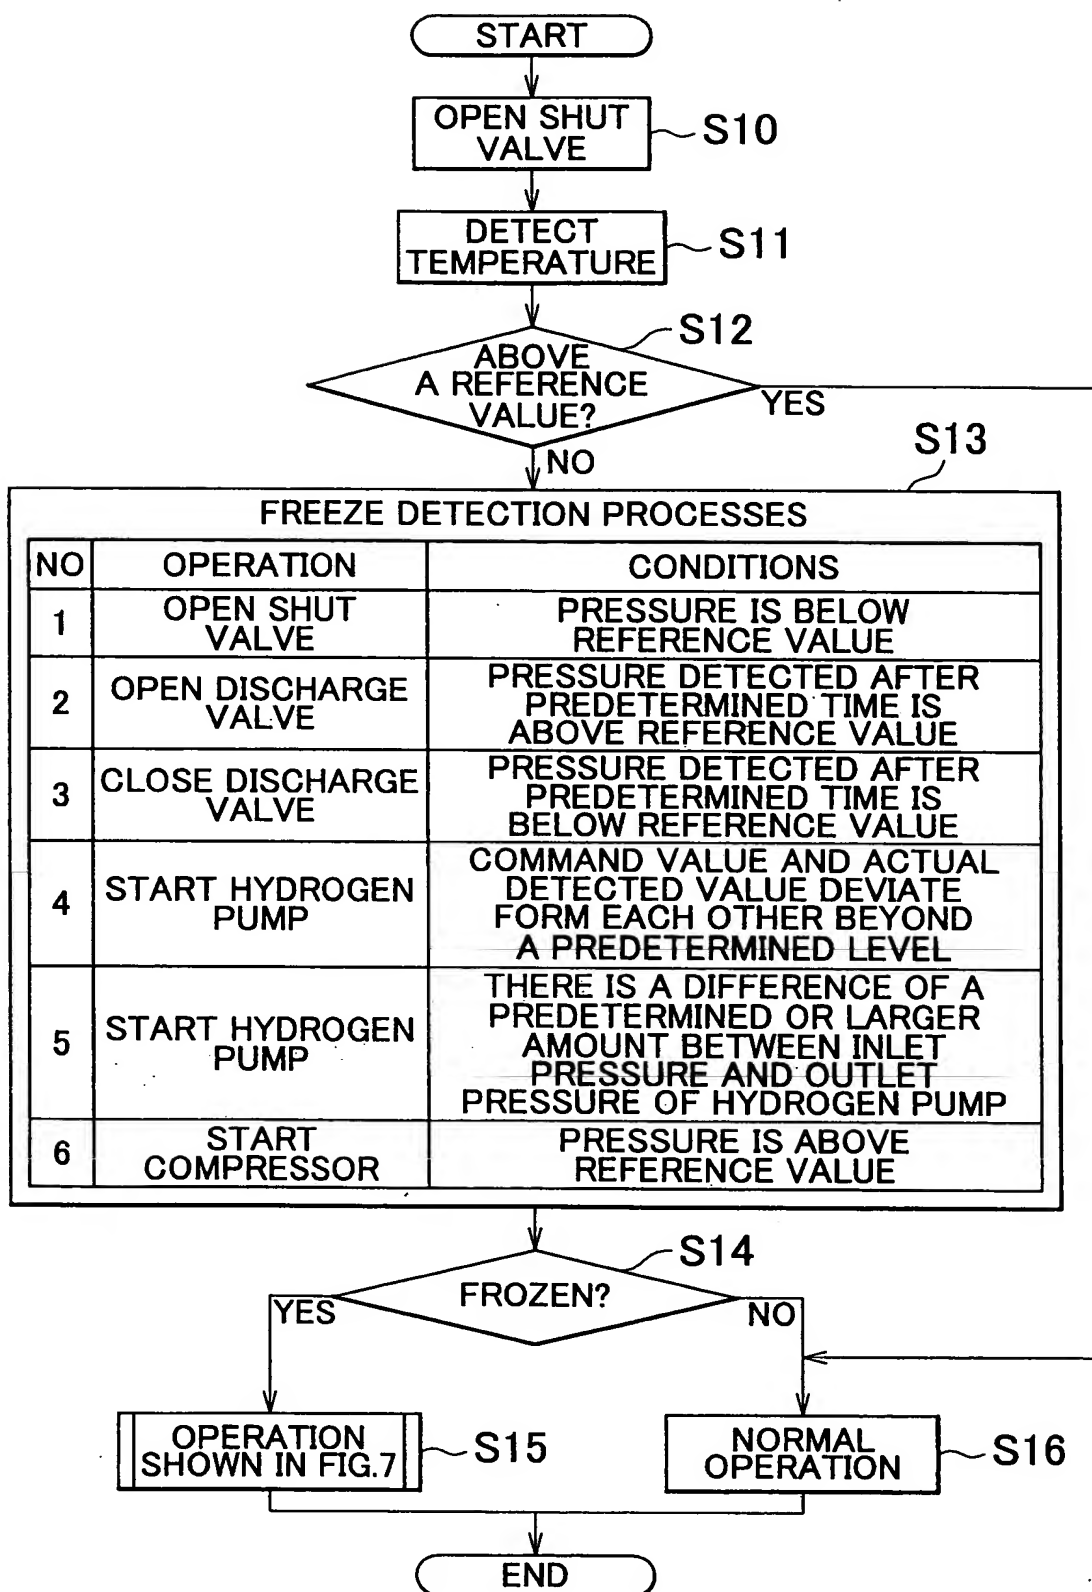 START
OPEN SHUT
VALVE
S10
DETECT
TEMPERATURE
S11
S12
ABOVE
A REFERENCE
VALUE?
YES
NO
S13
FREEZE DETECTION PROCESSES
NO OPERATION CONDITIONS
1
OPEN SHUT
VALVE
PRESSURE IS BELOW
REFERENCE VALUE
2
OPEN DISCHARGE
VALVE
PRESSURE DETECTED AFTER
PREDETERMINED TIME IS
ABOVE REFERENCE VALUE
3
CLOSE DISCHARGE
VALVE
PRESSURE DETECTED AFTER
PREDETERMINED TIME IS
BELOW REFERENCE VALUE
4
START HYDROGEN
PUMP
COMMAND VALUE AND ACTUAL
DETECTED VALUE DEVIATE
FORM EACH OTHER BEYOND
A PREDETERMINED LEVEL
5
START HYDROGEN
PUMP
THERE IS A DIFFERENCE OF A
PREDETERMINED OR LARGER
AMOUNT BETWEEN INLET
PRESSURE AND OUTLET
PRESSURE OF HYDROGEN PUMP
6
START
COMPRESSOR
PRESSURE IS ABOVE
REFERENCE VALUE
S14
FROZEN?
YES
NO
OPERATION
SHOWN IN FIG.7
S15
NORMAL
OPERATION
S16
END